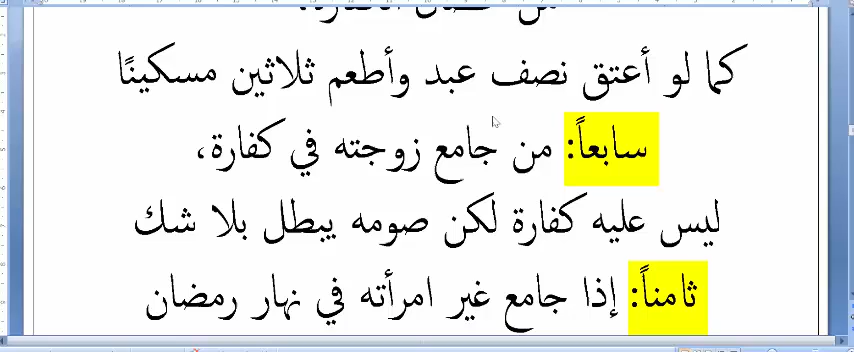 كما لو أعتق نصف عبد وأطعم ثلاثين مسكينًا
سابعاً: من جامع زوجته في كفارة،
ليس عليه كفارة لكن صومه يبطل بلا شك
ثامناً: إذا جامع غير امرأته في نهار رمضان